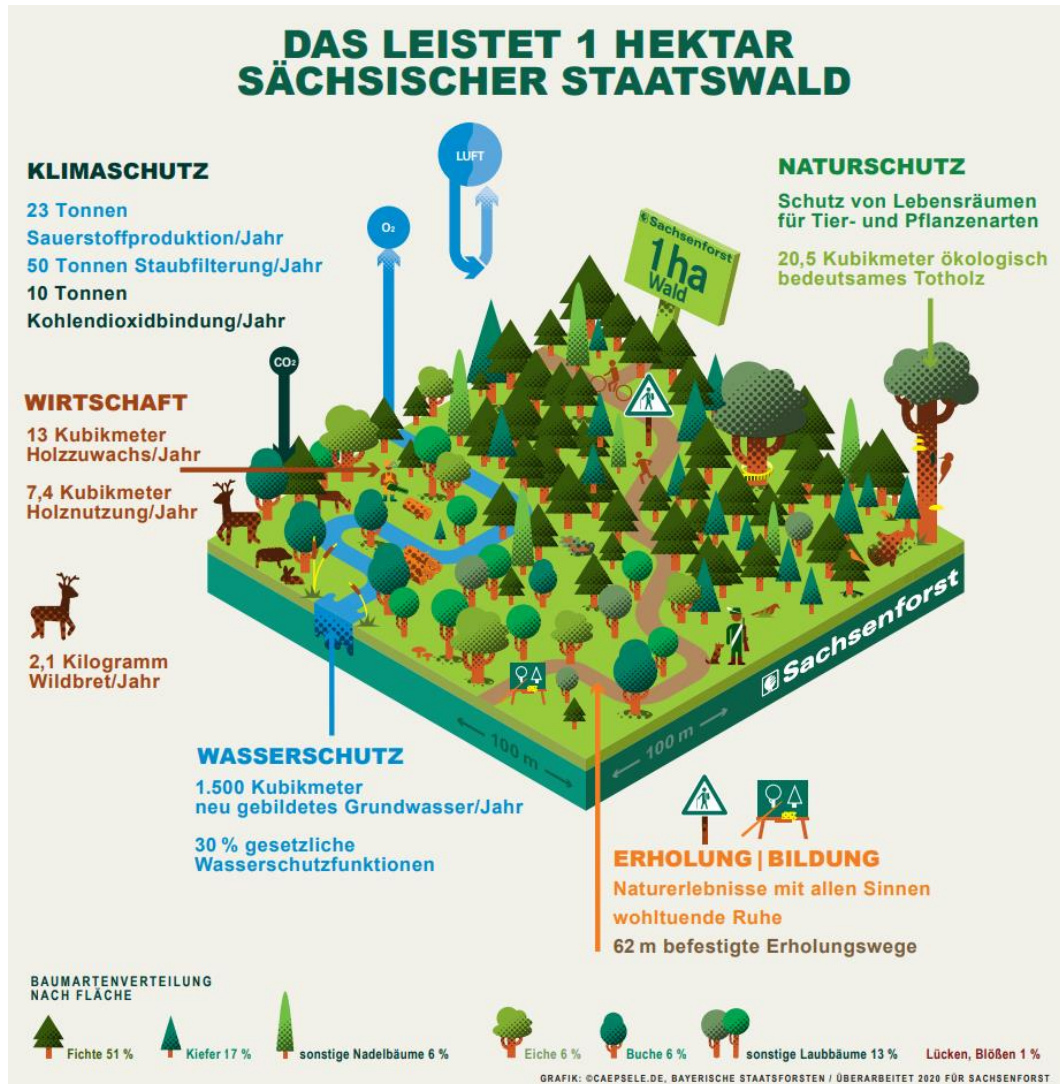 DAS LEISTET 1 HEKTAR
SÄCHSISCHER STAATSWALD
KLIMASCHUTZ
23 Tonnen
Sauerstoffproduktion/Jahr
50 Tonnen Staubfilterung/Jahr
10 Tonnen
Kohlendioxidbindung/Jahr
LUFT
O₂
CO₂
NATURSCHUTZ
Schutz von Lebensräumen
für Tier- und Pflanzenarten
20,5 Kubikmeter ökologisch
bedeutsames Totholz
Sachsenforst
1 ha
Wald
WIRTSCHAFT
13 Kubikmeter
Holzzuwachs/Jahr
7,4 Kubikmeter
Holznutzung/Jahr
2,1 Kilogramm
Wildbret/Jahr
Sachsenforst
100 m
100 m
WASSERSCHUTZ
1.500 Kubikmeter
neu gebildetes Grundwasser/Jahr
30 % gesetzliche
Wasserschutzfunktionen
ERHOLUNG | BILDUNG
Naturerlebnisse mit allen Sinnen
wohltuende Ruhe
62 m befestigte Erholungswege
BAUMARTENVERTEILUNG
NACH FLÄCHE
Fichte 51 % Kiefer 17 % sonstige Nadelbäume 6 % Eiche 6 % Buche 6 % sonstige Laubbäume 13 % Lücken, Blößen 1 %
GRAFIK: ©CAEPSELE.DE, BAYERISCHE STAATSFORSTEN / ÜBERARBEITET 2020 FÜR SACHSENFORST